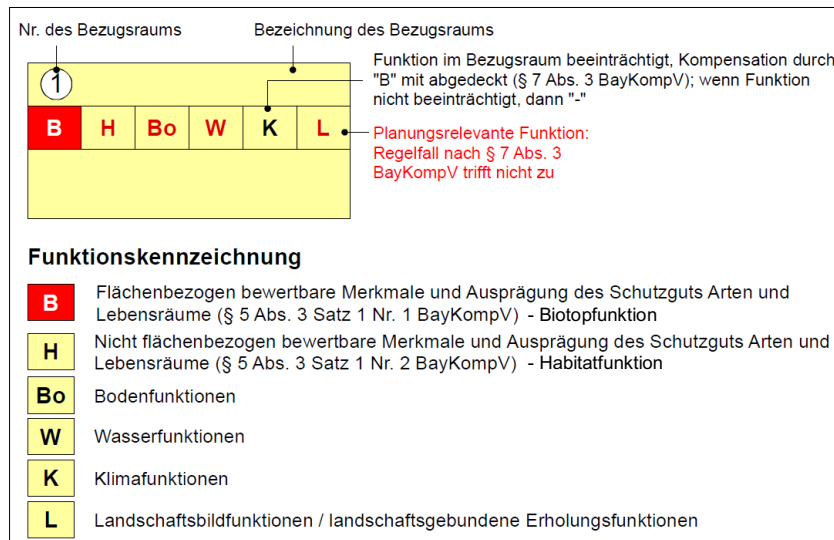 Nr. des Bezugsraums
Bezeichnung des Bezugsraums
1
Funktion im Bezugsraum beeinträchtigt, Kompensation durch
"B" mit abgedeckt (§ 7 Abs. 3 BayKompV); wenn Funktion
nicht beeinträchtigt, dann "-"
B H Bo W K L
Planungsrelevante Funktion:
Regelfall nach § 7 Abs. 3
BayKompV trifft nicht zu
Funktionskennzeichnung
B
Flächenbezogen bewertbare Merkmale und Ausprägung des Schutzguts Arten und
Lebensräume (§ 5 Abs. 3 Satz 1 Nr. 1 BayKompV) - Biotopfunktion
H
Nicht flächenbezogen bewertbare Merkmale und Ausprägung des Schutzguts Arten und
Lebensräume (§ 5 Abs. 3 Satz 1 Nr. 2 BayKompV) - Habitatfunktion
Bo Bodenfunktionen
W Wasserfunktionen
K Klimafunktionen
L Landschaftsbildfunktionen / landschaftsgebundene Erholungsfunktionen